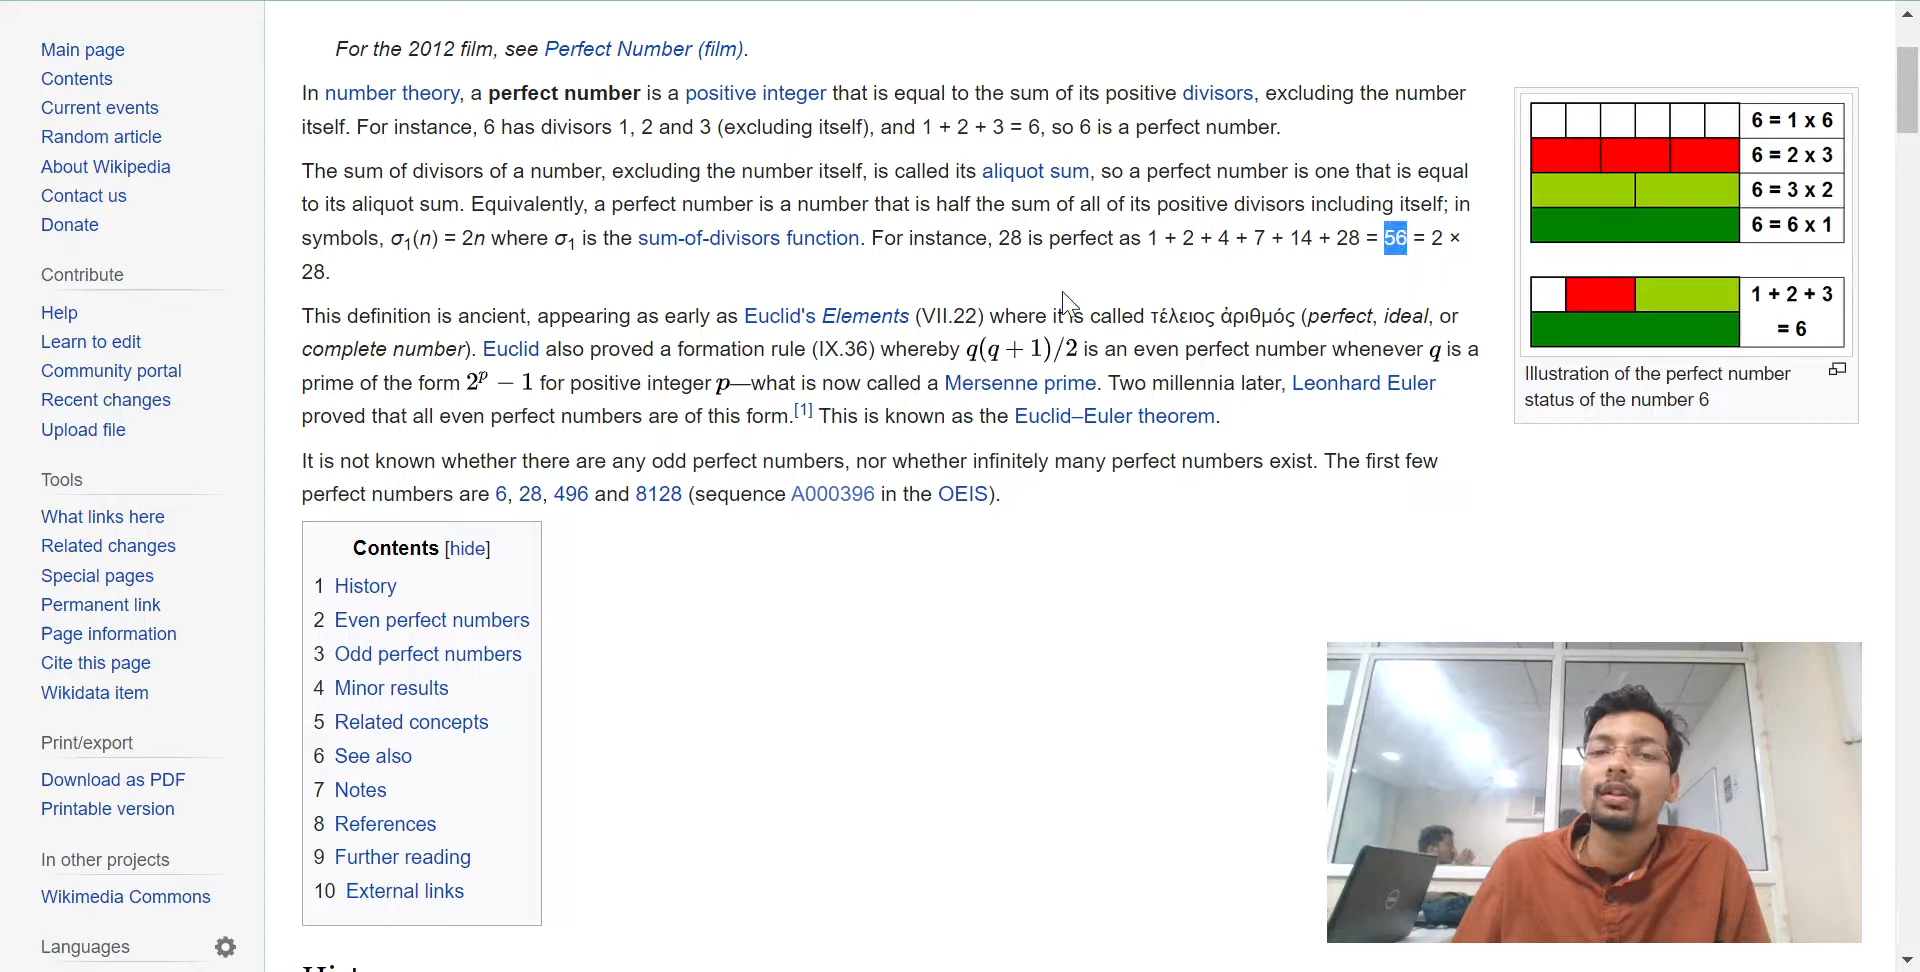 Main page
Contents
Current events
Random article
About Wikipedia
Contact us
Donate
Contribute
Help
Learn to edit
Community portal
Recent changes
Upload file
Tools
What links here
Related changes
Special pages
Permanent link
Page information
Cite this page
Wikidata item
Print/export
Download as PDF
Printable version
In other projects
Wikimedia Commons
Languages
For the 2012 film, see Perfect Number (film).
In number theory, a perfect number is a positive integer that is equal to the sum of its positive divisors, excluding the number
itself. For instance, 6 has divisors 1, 2 and 3 (excluding itself), and 1 + 2 + 3 = 6, so 6 is a perfect number.
The sum of divisors of a number, excluding the number itself, is called its aliquot sum, so a perfect number is one that is equal
to its aliquot sum. Equivalently, a perfect number is a number that is half the sum of all of its positive divisors including itself; in
symbols, σ₁(n) = 2n where σ₁ is the sum-of-divisors function. For instance, 28 is perfect as 1 + 2 + 4 + 7 + 14 + 28 = 56 = 2 ×
28.
This definition is ancient, appearing as early as Euclid's Elements (VII.22) where it is called τέλειος ἀριθμός (perfect, ideal, or
complete number). Euclid also proved a formation rule (IX.36) whereby q(q + 1)/2 is an even perfect number whenever q is a
prime of the form 2ᵖ − 1 for positive integer p—what is now called a Mersenne prime. Two millennia later, Leonhard Euler
proved that all even perfect numbers are of this form.[1] This is known as the Euclid–Euler theorem.
It is not known whether there are any odd perfect numbers, nor whether infinitely many perfect numbers exist. The first few
perfect numbers are 6, 28, 496 and 8128 (sequence A000396 in the OEIS).
Contents [hide]
1 History
2 Even perfect numbers
3 Odd perfect numbers
4 Minor results
5 Related concepts
6 See also
7 Notes
8 References
9 Further reading
10 External links
6 = 1 x 6
6 = 2 x 3
6 = 3 x 2
6 = 6 x 1
1 + 2 + 3
= 6
Illustration of the perfect number
status of the number 6